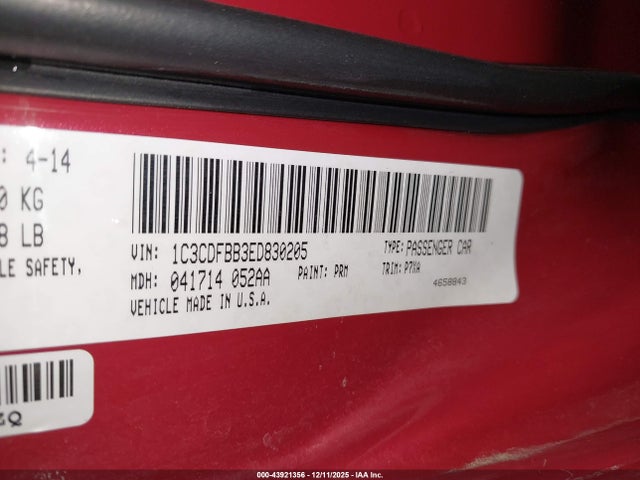 : 4-14
0 KG
8 LB
LE SAFETY,
VIN: 1C3CDFBB3ED830205
TYPE: PASSENGER CAR
MDH: 041714 052AA
PAINT: PRM
TRIM: P7XA
VEHICLE MADE IN U.S.A.
4658843
000-43921356 - 12/11/2025 - IAA Inc.